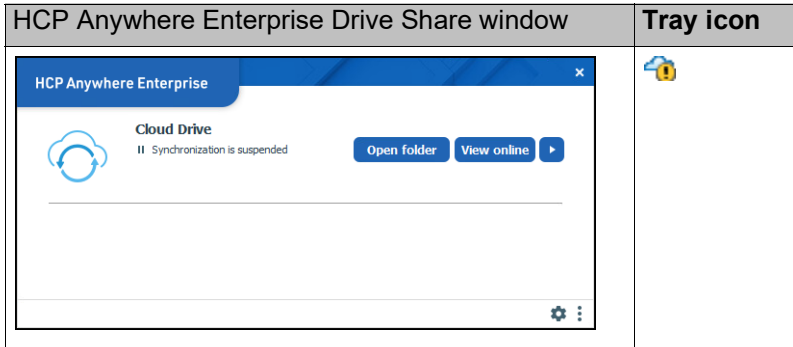 HCP Anywhere Enterprise Drive Share window
Tray icon
HCP Anywhere Enterprise
Cloud Drive
Synchronization is suspended
Open folder
View online